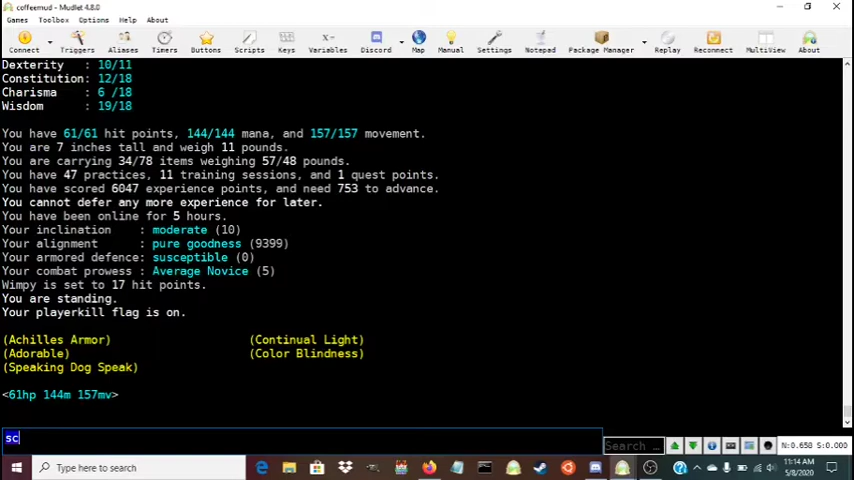 coffeemud - Mudlet 4.8.0
Games Toolbox Options Help About
Connect Triggers Aliases Timers Buttons Scripts Keys Variables Discord Map Manual Settings Notepad Package Manager Replay Reconnect MultiView About
Dexterity : 10/11
Constitution: 12/18
Charisma : 6 /18
Wisdom : 19/18
You have 61/61 hit points, 144/144 mana, and 157/157 movement.
You are 7 inches tall and weigh 11 pounds.
You are carrying 34/78 items weighing 57/48 pounds.
You have 47 practices, 11 training sessions, and 1 quest points.
You have scored 6047 experience points, and need 753 to advance.
You cannot defer any more experience for later.
You have been online for 5 hours.
Your inclination : moderate (10)
Your alignment : pure goodness (9399)
Your armored defence: susceptible (0)
Your combat prowess : Average Novice (5)
Wimpy is set to 17 hit points.
You are standing.
Your playerkill flag is on.
(Achilles Armor) (Continual Light)
(Adorable) (Color Blindness)
(Speaking Dog Speak)
<61hp 144m 157mv>
sc
Search ...
N:0.658 S:0.000
Type here to search
11:14 AM
5/8/2020